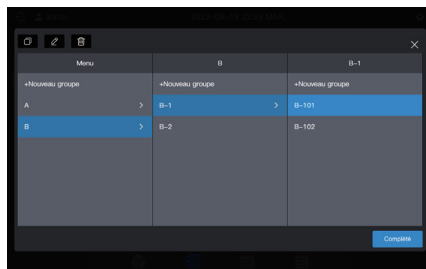 Menu B B-1
+Nouveau groupe +Nouveau groupe +Nouveau groupe
A > B-1 > B-101
B > B-2 B-102
Complété